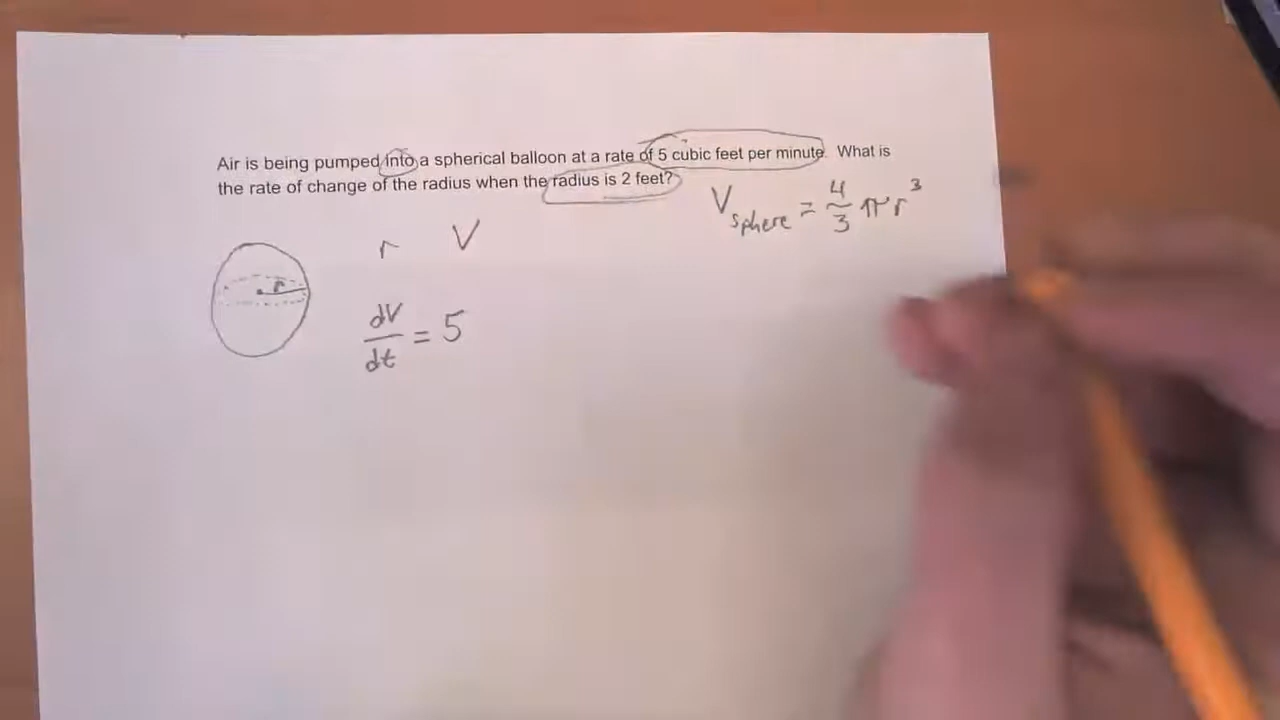 Air is being pumped into a spherical balloon at a rate of 5 cubic feet per minute. What is
the rate of change of the radius when the radius is 2 feet?
V sphere = 4/3 πr³
r V
r
dV/dt = 5